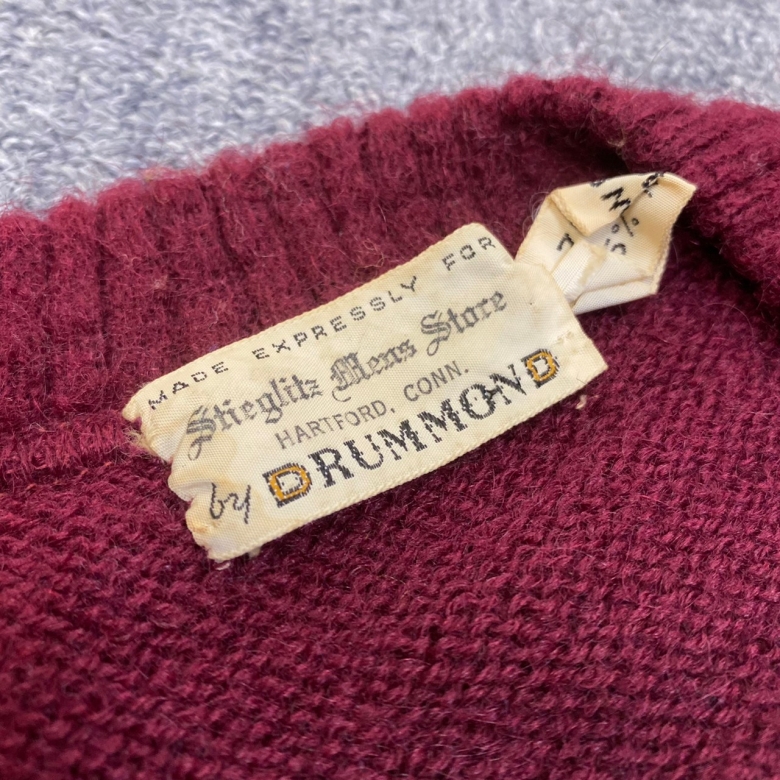 MADE EXPRESSLY FOR
Stieglitz Mens Store
HARTFORD, CONN.
by DRUMMOND